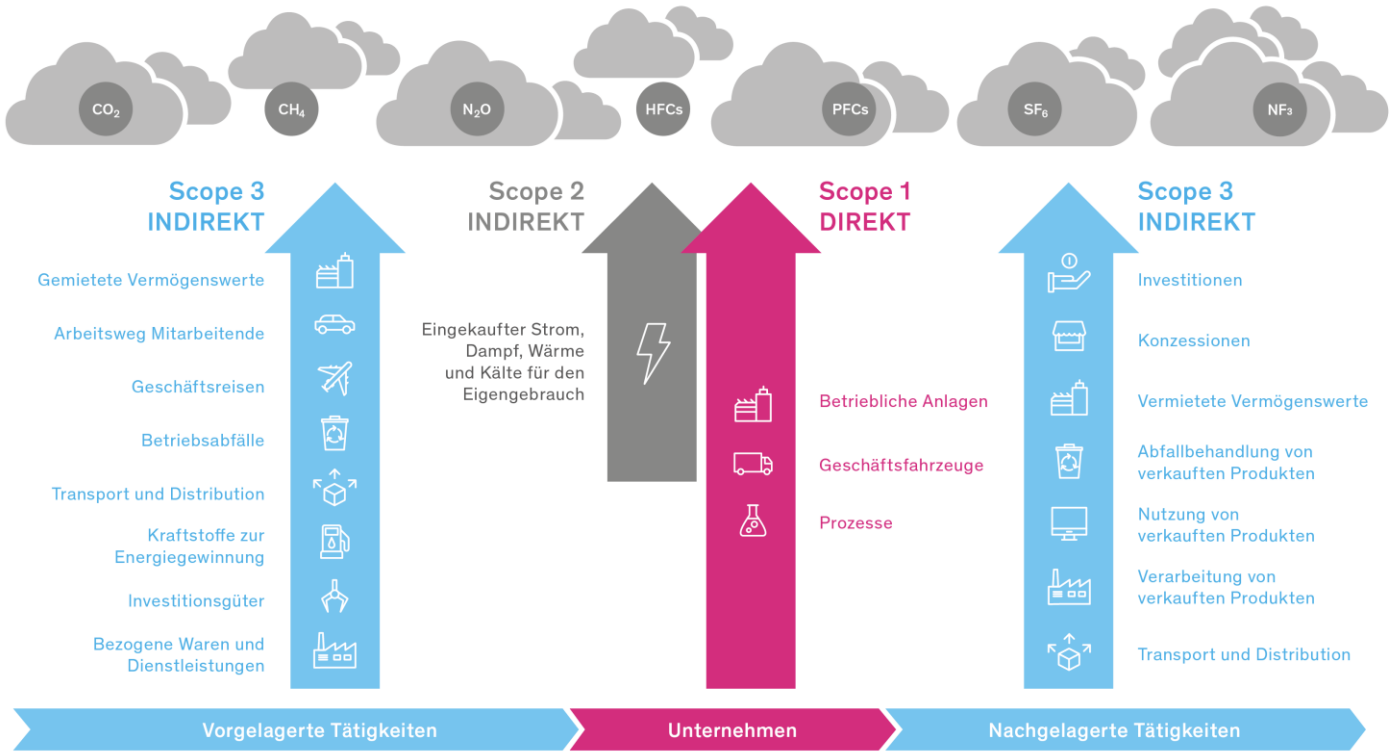 CO₂
CH₄
N₂O
HFCs
PFCs
SF₆
NF₃
Scope 3
INDIREKT
Gemietete Vermögenswerte
Arbeitsweg Mitarbeitende
Geschäftsreisen
Betriebsabfälle
Transport und Distribution
Kraftstoffe zur
Energiegewinnung
Investitionsgüter
Bezogene Waren und
Dienstleistungen
Scope 2
INDIREKT
Eingekaufter Strom,
Dampf, Wärme
und Kälte für den
Eigengebrauch
Scope 1
DIREKT
Betriebliche Anlagen
Geschäftsfahrzeuge
Prozesse
Scope 3
INDIREKT
Investitionen
Konzessionen
Vermietete Vermögenswerte
Abfallbehandlung von
verkauften Produkten
Nutzung von
verkauften Produkten
Verarbeitung von
verkauften Produkten
Transport und Distribution
Vorgelagerte Tätigkeiten
Unternehmen
Nachgelagerte Tätigkeiten